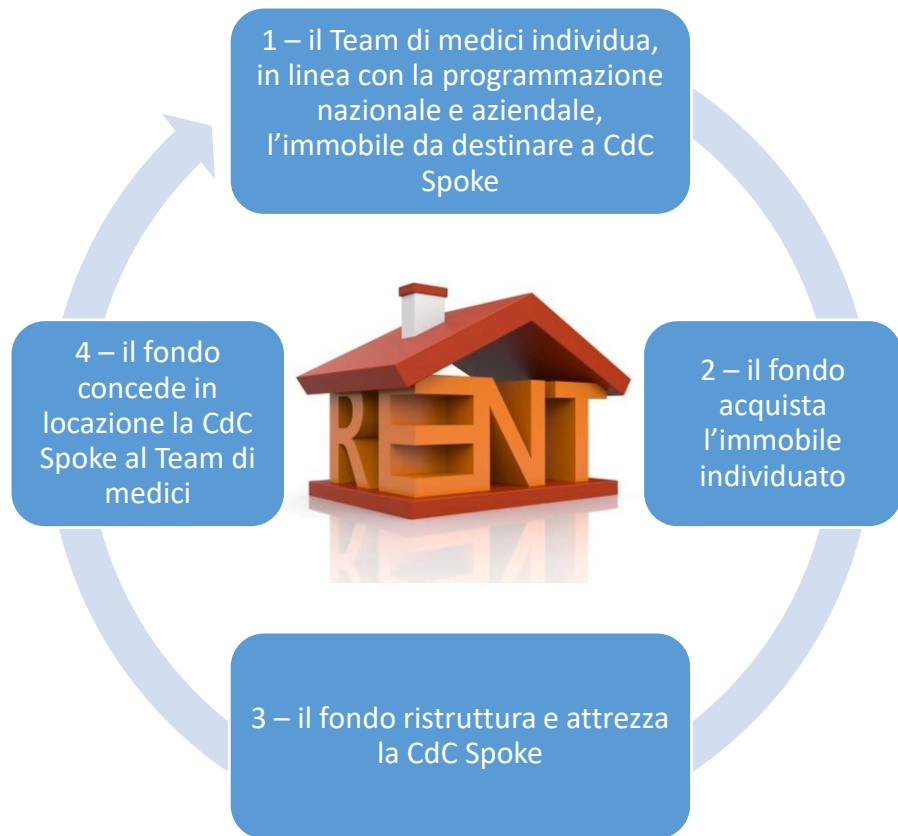 1 – il Team di medici individua,
in linea con la programmazione
nazionale e aziendale,
l’immobile da destinare a CdC
Spoke
2 – il fondo
acquista
l’immobile
individuato
3 – il fondo ristruttura e attrezza
la CdC Spoke
4 – il fondo
concede in
locazione la CdC
Spoke al Team di
medici
RENT